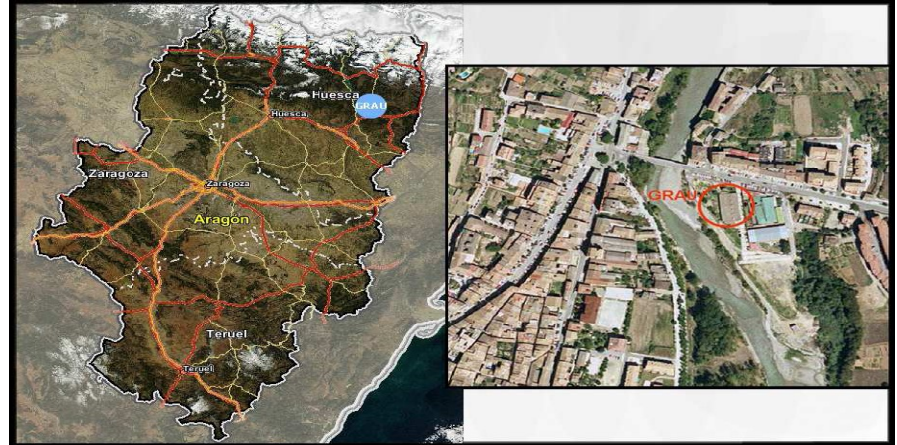 Huesca
GRAU
Huesca
Zaragoza
Zaragoza
Aragón
Teruel
Teruel
GRAU